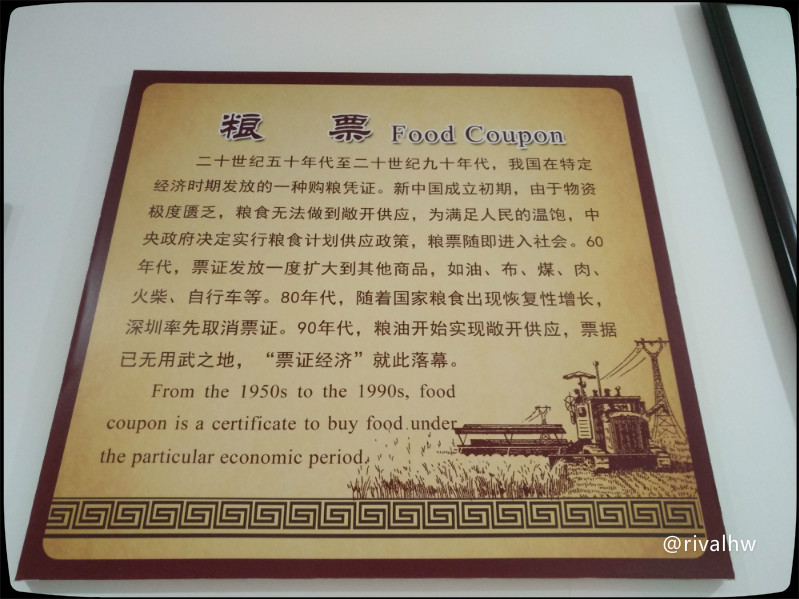 粮 票 Food Coupon
二十世纪五十年代至二十世纪九十年代，我国在特定
经济时期发放的一种购粮凭证。新中国成立初期，由于物资
极度匮乏，粮食无法做到敞开供应，为满足人民的温饱，中
央政府决定实行粮食计划供应政策，粮票随即进入社会。60
年代，票证发放一度扩大到其他商品，如油、布、煤、肉、
火柴、自行车等。80年代，随着国家粮食出现恢复性增长，
深圳率先取消票证。90年代，粮油开始实现敞开供应，票据
已无用武之地，“票证经济”就此落幕。
From the 1950s to the 1990s, food
coupon is a certificate to buy food under
the particular economic period.
@rivalhw